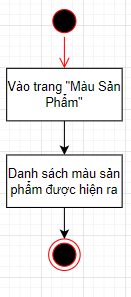 Vào trang "Màu Sản
Phẩm"
Danh sách màu sản
phẩm được hiện ra